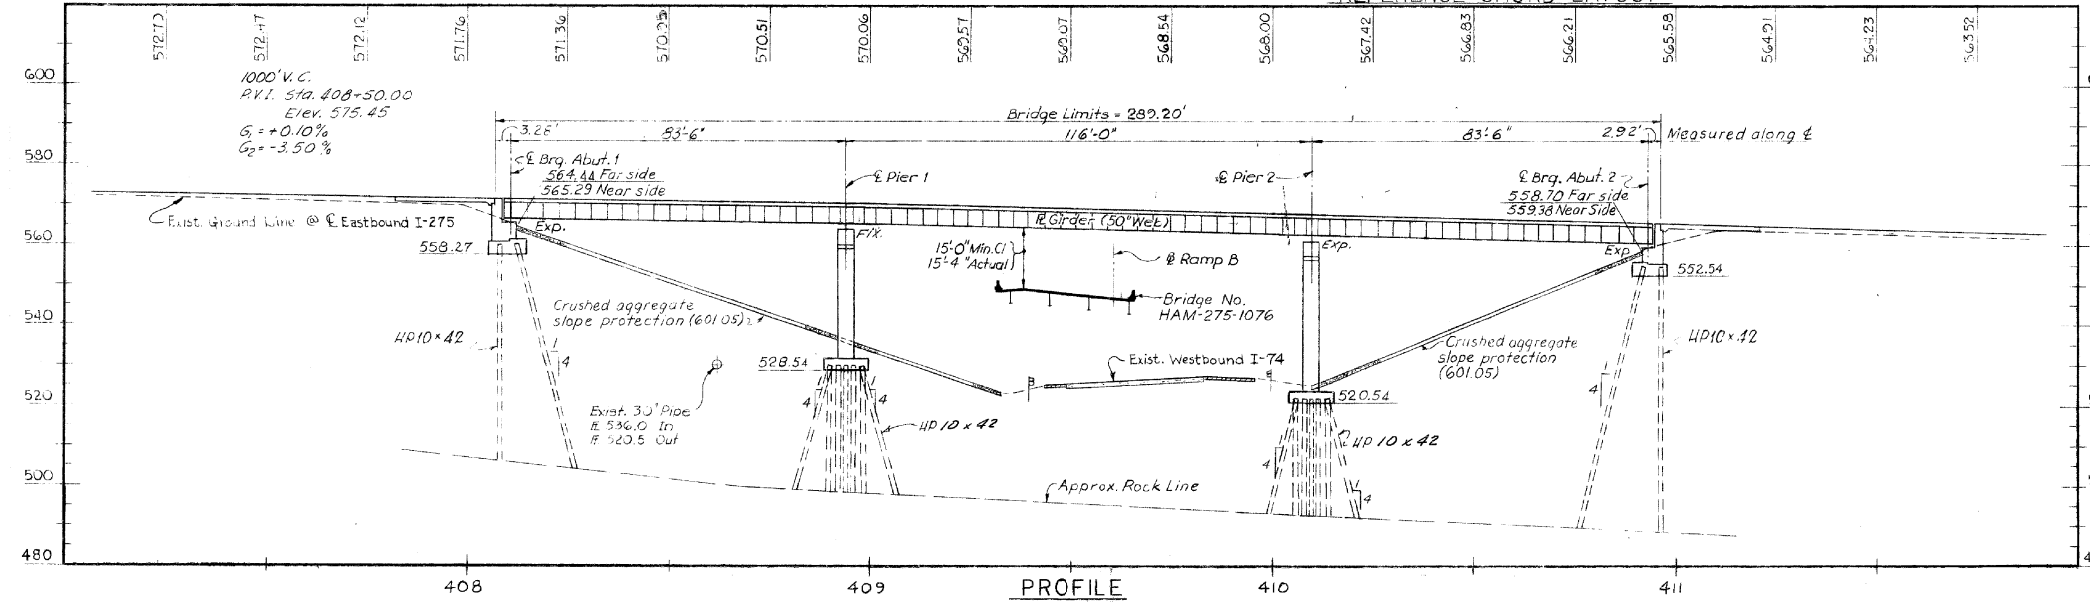 572.47
572.12
571.76
571.36
570.95
570.51
570.06
569.57
569.07
568.54
568.00
567.42
566.83
566.21
565.58
564.91
564.23
563.52
1000' V.C.
P.V.I. Sta. 408+50.00
Elev. 575.45
G1 = +0.10%
G2 = -3.50%
Bridge Limits = 289.20'
3.28'
83'-6"
116'-0"
83'-6"
2.92'
Measured along ℄
℄ Brg. Abut. 1
564.44 Far side
565.29 Near side
℄ Pier 1
℄ Pier 2
℄ Brg. Abut. 2
558.70 Far side
559.38 Near Side
Exist. Ground Line @ ℄ Eastbound I-275
Exp.
Fix.
Girder (50" Web)
Exp.
Exp.
558.27
15'-0" Min. Cl
15'-4" Actual
Ramp B
Bridge No.
HAM-275-1076
552.54
Crushed aggregate
slope protection (601.05)
HP10×42
4
528.54
Exist. Westbound I-74
Crushed aggregate
slope protection
(601.05)
HP10×42
4
Exist. 30" Pipe
536.0 In
520.5 Out
4
4
HP 10 x 42
520.54
HP 10 x 42
4
4
Approx. Rock Line
600
580
560
540
520
500
480
408
409
410
411
PROFILE